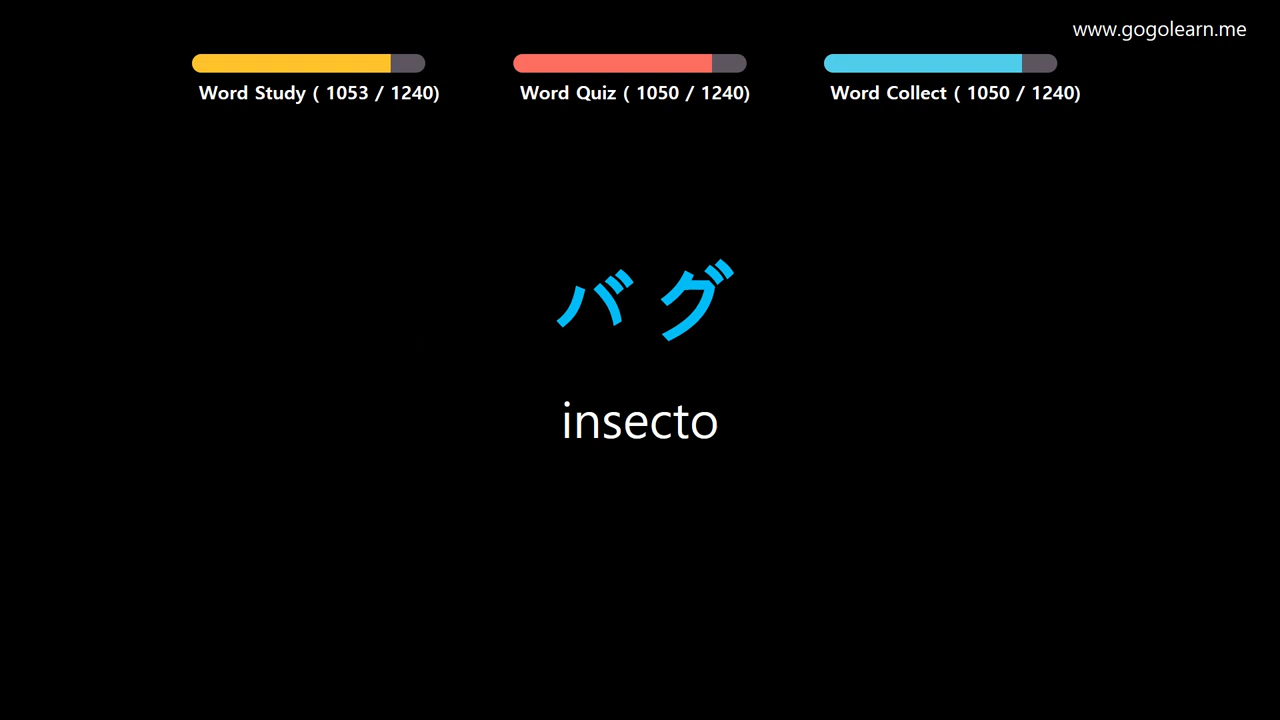 www.gogolearn.me
Word Study ( 1053 / 1240)
Word Quiz ( 1050 / 1240)
Word Collect ( 1050 / 1240)
バグ
insecto